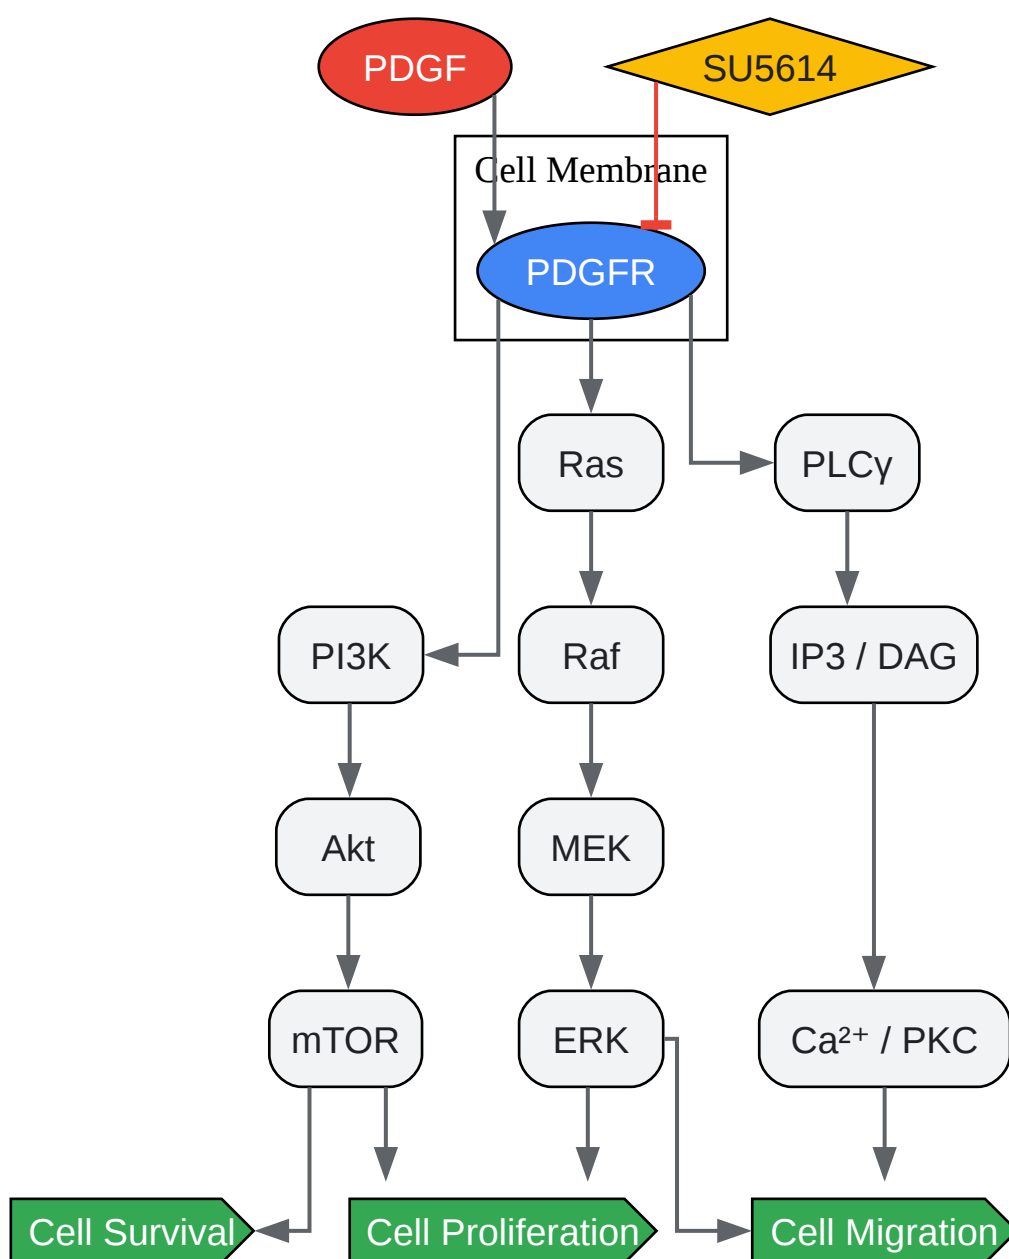 PDGF
SU5614
Cell Membrane
PDGFR
Ras
PLCγ
PI3K
Raf
IP3 / DAG
Akt
MEK
mTOR
ERK
Ca²⁺ / PKC
Cell Survival
Cell Proliferation
Cell Migration